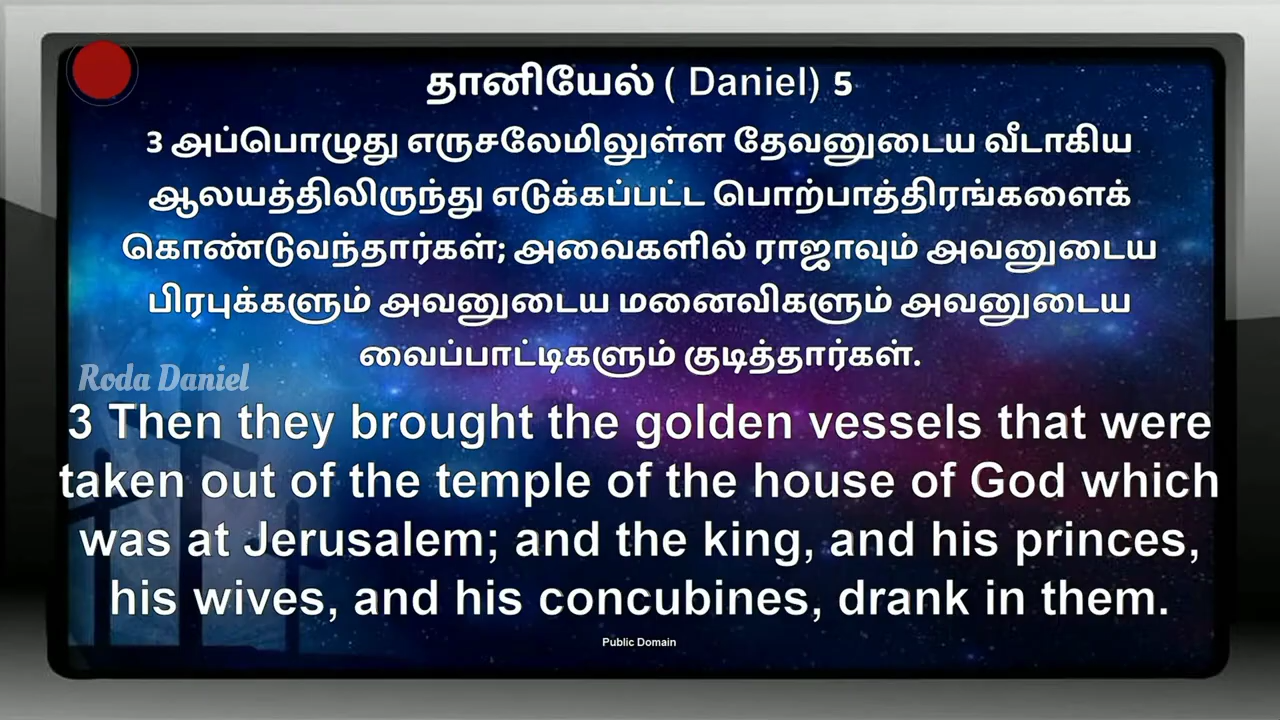 தானியேல் ( Daniel) 5
3 அப்பொழுது எருசலேமிலுள்ள தேவனுடைய வீடாகிய
ஆலயத்திலிருந்து எடுக்கப்பட்ட பொற்பாத்திரங்களைக்
கொண்டுவந்தார்கள்; அவைகளில் ராஜாவும் அவனுடைய
பிரபுக்களும் அவனுடைய மனைவிகளும் அவனுடைய
வைப்பாட்டிகளும் குடித்தார்கள்.
Roda Daniel
3 Then they brought the golden vessels that were
taken out of the temple of the house of God which
was at Jerusalem; and the king, and his princes,
his wives, and his concubines, drank in them.
Public Domain